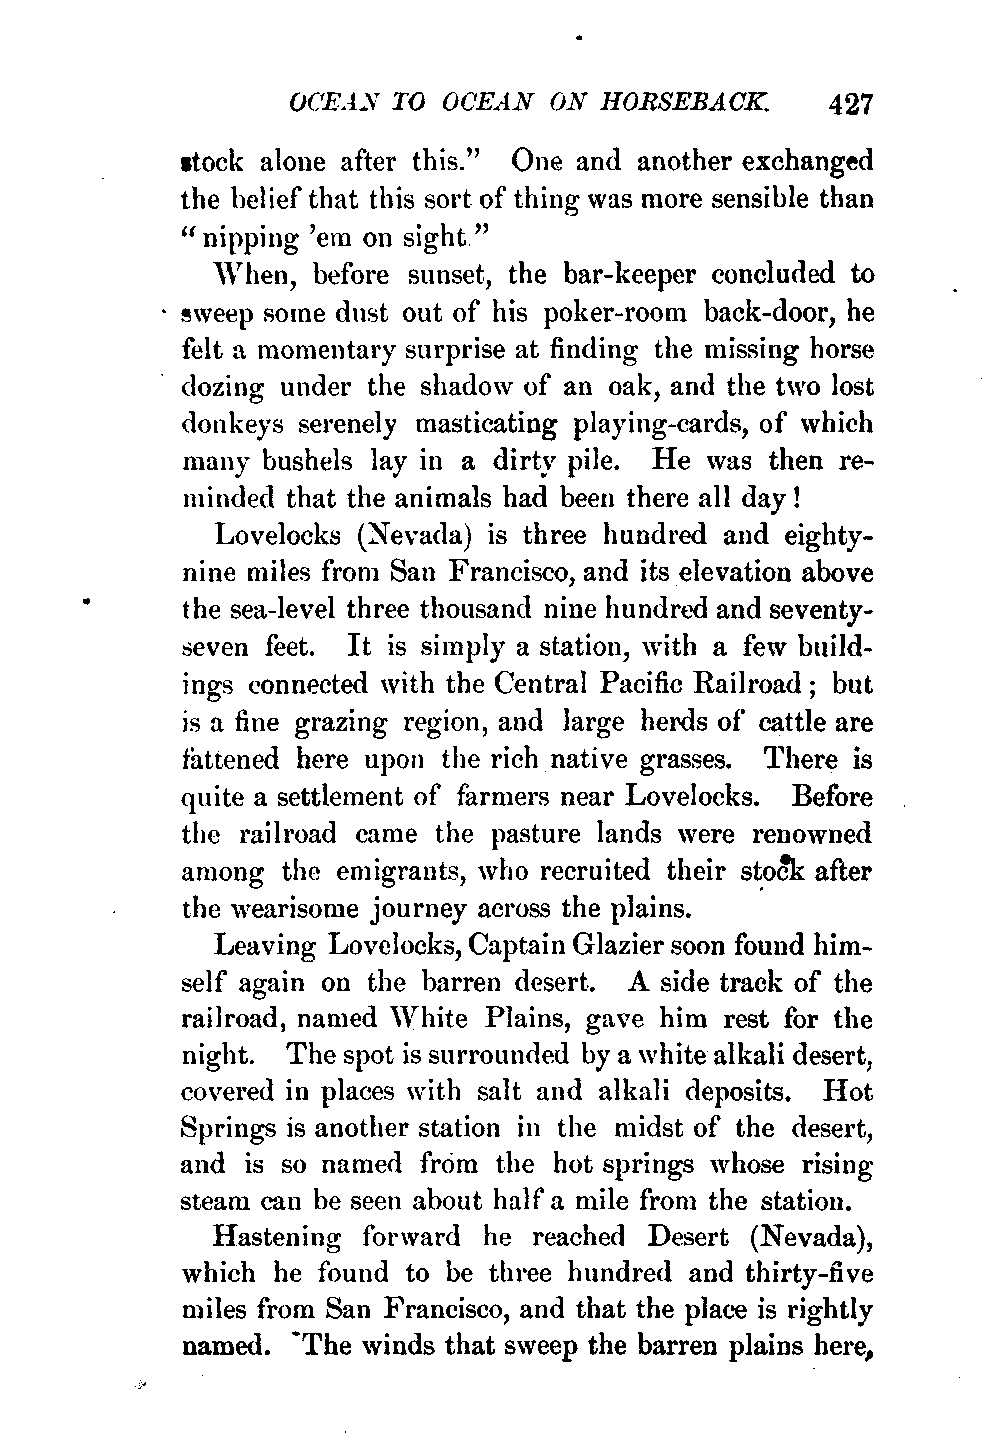 OCEAN TO OCEAN ON HORSEBACK. 427
stock alone after this." One and another exchanged
the belief that this sort of thing was more sensible than
"nipping 'em on sight."
When, before sunset, the bar-keeper concluded to
sweep some dust out of his poker-room back-door, he
felt a momentary surprise at finding the missing horse
dozing under the shadow of an oak, and the two lost
donkeys serenely masticating playing-cards, of which
many bushels lay in a dirty pile. He was then re-
minded that the animals had been there all day!
Lovelocks (Nevada) is three hundred and eighty-
nine miles from San Francisco, and its elevation above
the sea-level three thousand nine hundred and seventy-
seven feet. It is simply a station, with a few build-
ings connected with the Central Pacific Railroad; but
is a fine grazing region, and large herds of cattle are
fattened here upon the rich native grasses. There is
quite a settlement of farmers near Lovelocks. Before
the railroad came the pasture lands were renowned
among the emigrants, who recruited their stock after
the wearisome journey across the plains.
Leaving Lovelocks, Captain Glazier soon found him-
self again on the barren desert. A side track of the
railroad, named White Plains, gave him rest for the
night. The spot is surrounded by a white alkali desert,
covered in places with salt and alkali deposits. Hot
Springs is another station in the midst of the desert,
and is so named from the hot springs whose rising
steam can be seen about half a mile from the station.
Hastening forward he reached Desert (Nevada),
which he found to be three hundred and thirty-five
miles from San Francisco, and that the place is rightly
named. The winds that sweep the barren plains here,